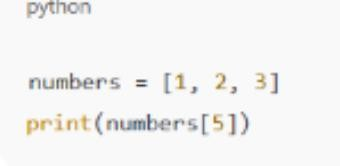 python
numbers = [1, 2, 3]
print(numbers[5])